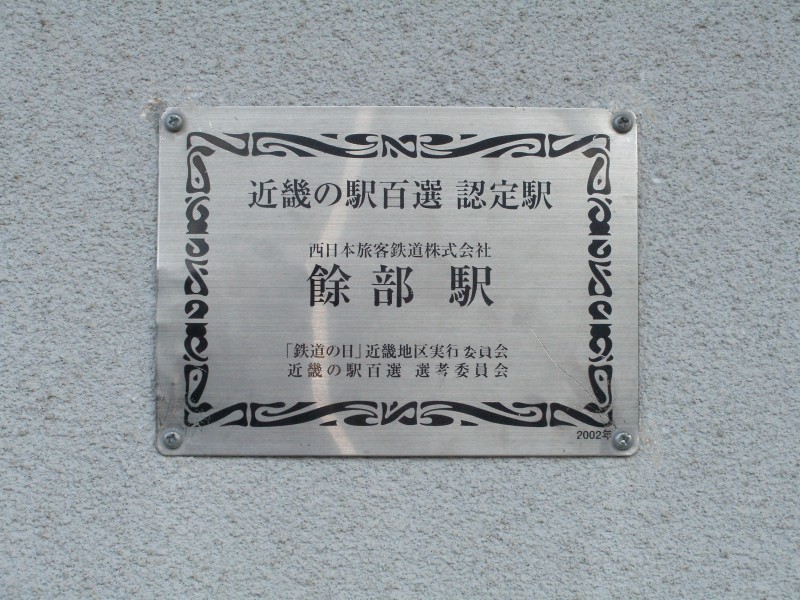 近畿の駅百選 認定駅
西日本旅客鉄道株式会社
餘部 駅
「鉄道の日」近畿地区実行委員会
近畿の駅百選 選考委員会
2002年